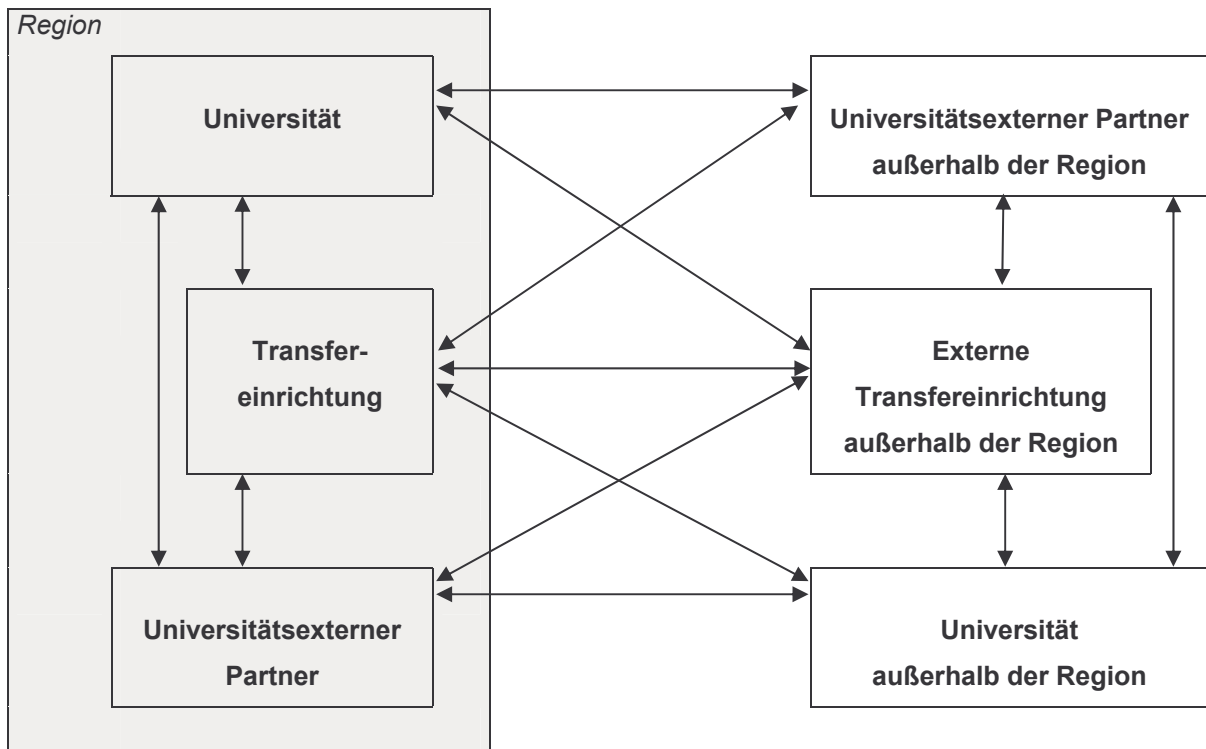 Region
Universität
Universitätsexterner Partner
außerhalb der Region
Transfer-
einrichtung
Externe
Transfereinrichtung
außerhalb der Region
Universitätsexterner
Partner
Universität
außerhalb der Region